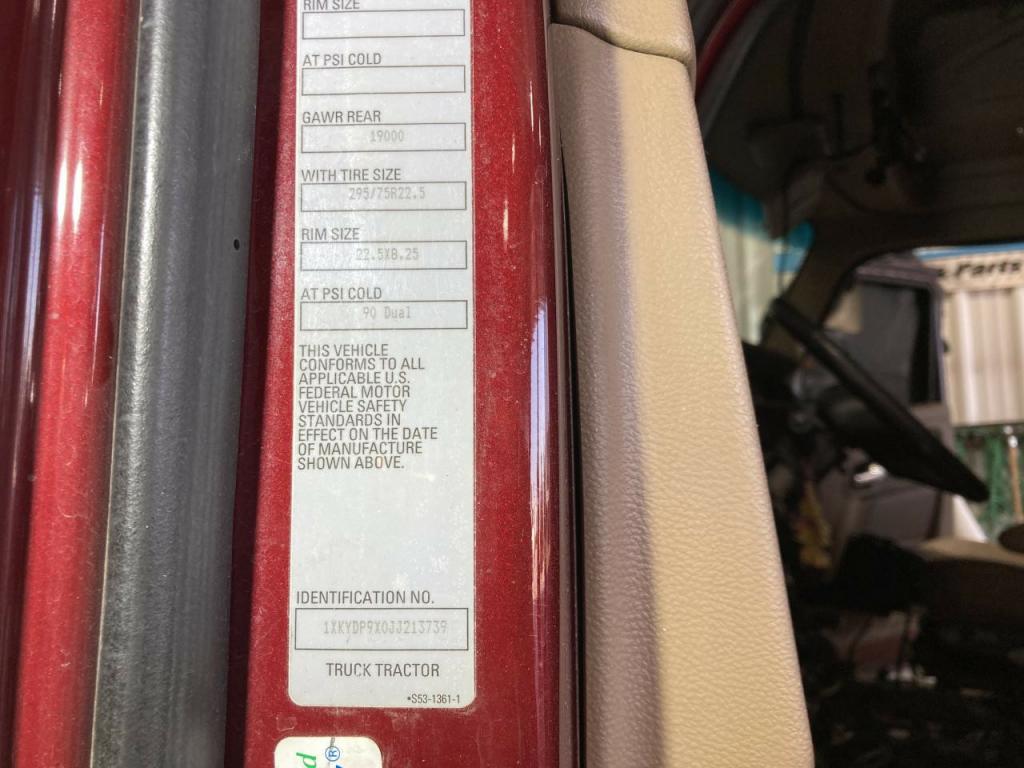 RIM SIZE
AT PSI COLD
GAWR REAR
19000
WITH TIRE SIZE
295/75R22.5
RIM SIZE
22.5X8.25
AT PSI COLD
90 Dual
THIS VEHICLE
CONFORMS TO ALL
APPLICABLE U.S.
FEDERAL MOTOR
VEHICLE SAFETY
STANDARDS IN
EFFECT ON THE DATE
OF MANUFACTURE
SHOWN ABOVE.
IDENTIFICATION NO.
1XKYDP9X0JJ213739
TRUCK TRACTOR
•S53-1361-1
Parts